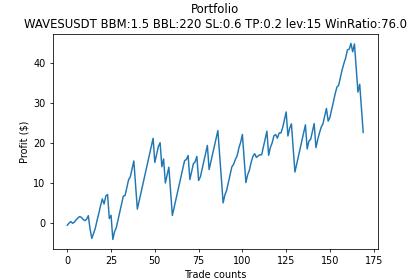 Portfolio
WAVESUSDT BBM:1.5 BBL:220 SL:0.6 TP:0.2 lev:15 WinRatio:76.0
Profit ($)
40
30
20
10
0
0 25 50 75 100 125 150 175
Trade counts